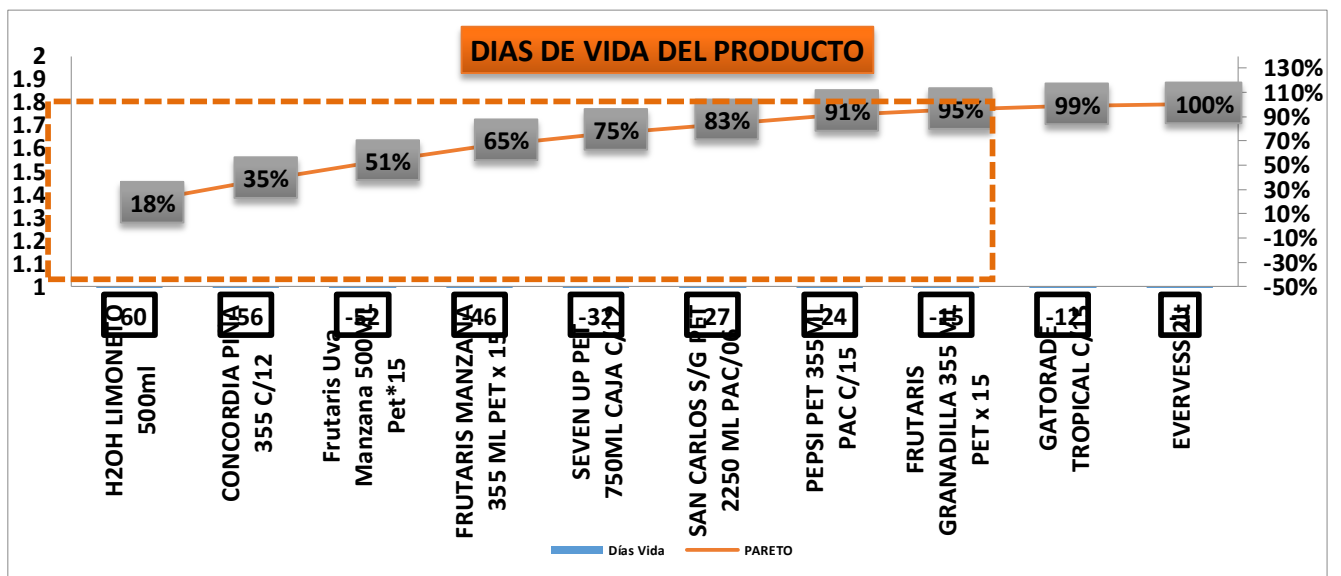 DIAS DE VIDA DEL PRODUCTO
2
1.9
1.8
1.7
1.6
1.5
1.4
1.3
1.2
1.1
1
130%
110%
90%
70%
50%
30%
10%
-10%
-30%
-50%
18%
35%
51%
65%
75%
83%
91%
95%
99%
100%
-60
-56
-52
-46
-32
-27
-24
-15
-12
H2OH LIMONETO
500ml
CONCORDIA PIÑA
355 C/12
Frutaris Uva
Manzana 500ML
Pet*15
FRUTARIS MANZANA
355 ML PET x 15
SEVEN UP PET
750ML CAJA C/12
SAN CARLOS S/G PET
2250 ML PAC/06
PEPSI PET 355 ML
PAC C/15
FRUTARIS
GRANADILLA 355 ML
PET x 15
GATORADE
TROPICAL C/15
EVERVESS 2lt
Días Vida
PARETO